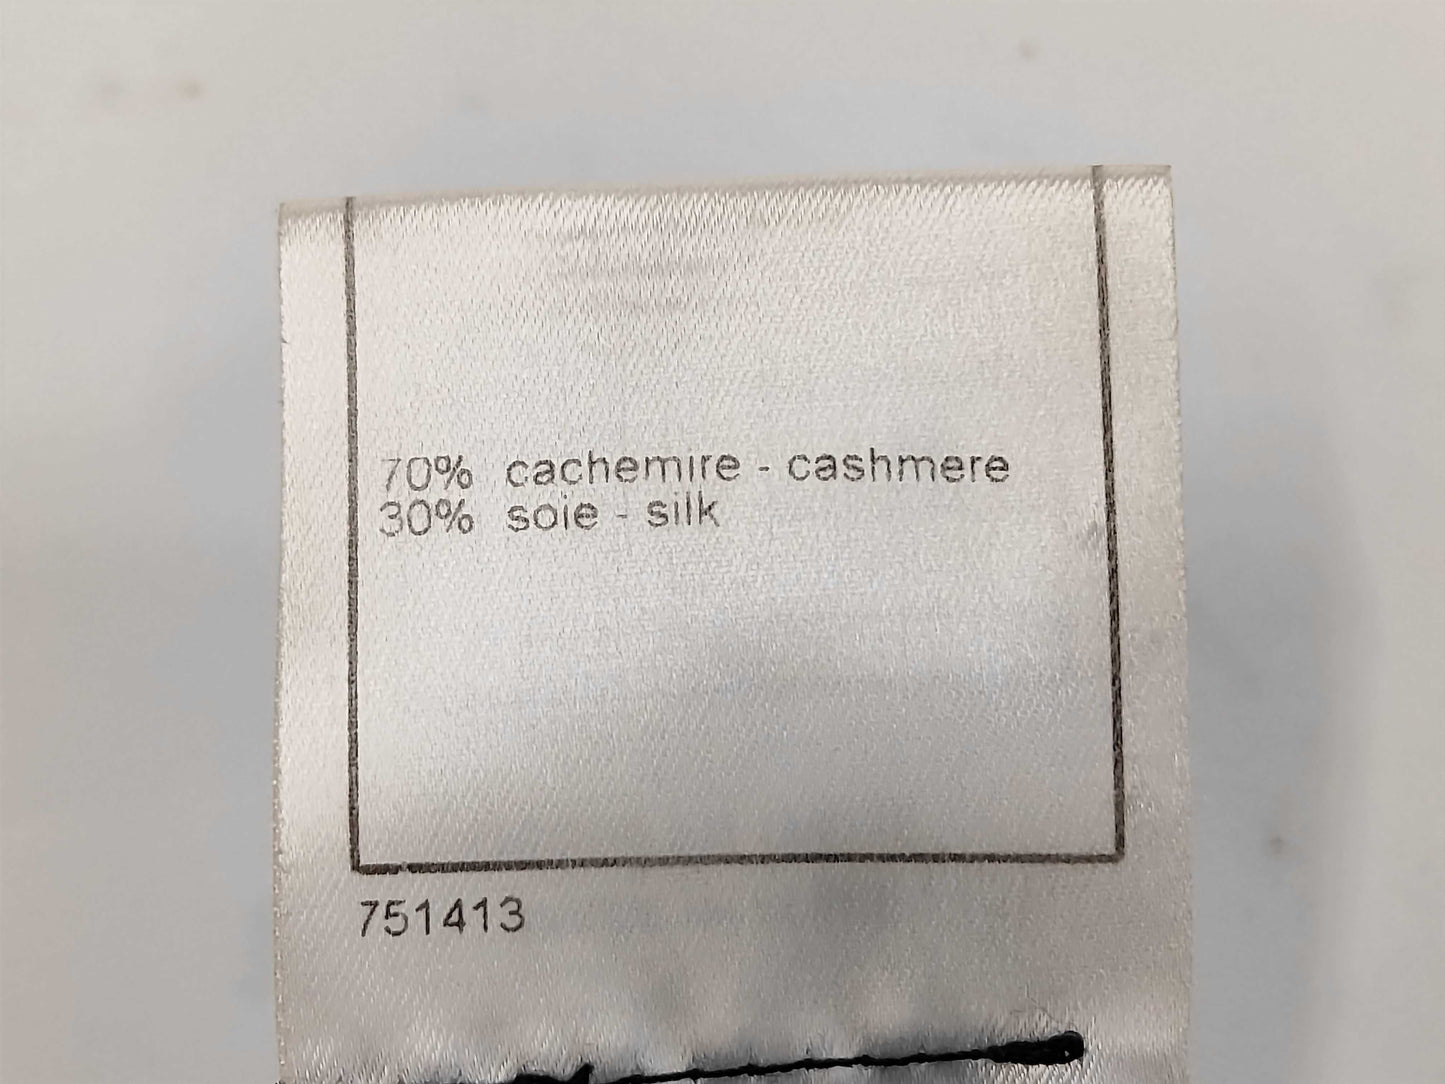 70% cachemire - cashmere
30% soie - silk
751413